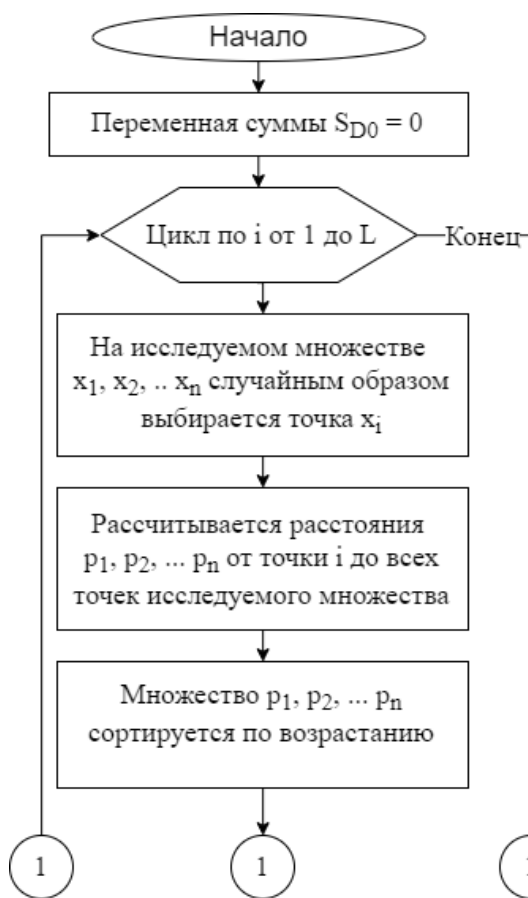 Начало
Переменная суммы S_D0 = 0
Цикл по i от 1 до L
Конец
На исследуемом множестве
x₁, x₂, .. xₙ случайным образом
выбирается точка xᵢ
Рассчитывается расстояния
p₁, p₂, ... pₙ от точки i до всех
точек исследуемого множества
Множество p₁, p₂, ... pₙ
сортируется по возрастанию
1
1